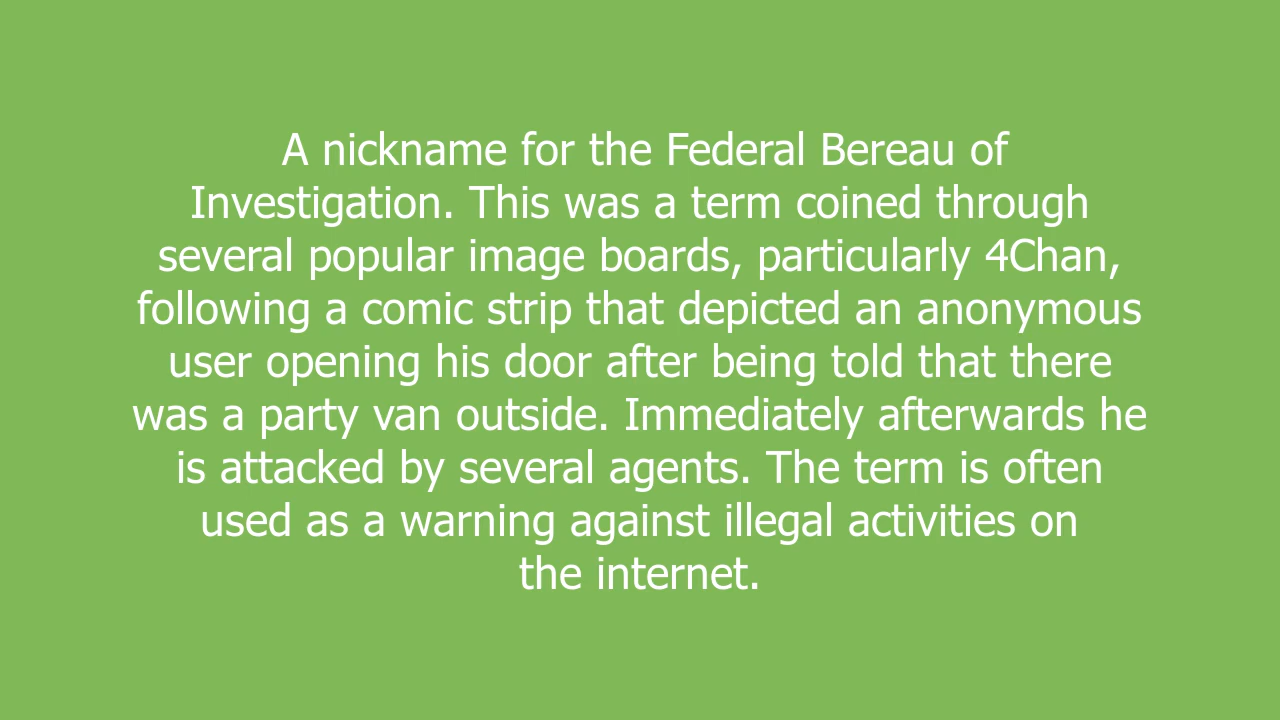 A nickname for the Federal Bereau of
Investigation. This was a term coined through
several popular image boards, particularly 4Chan,
following a comic strip that depicted an anonymous
user opening his door after being told that there
was a party van outside. Immediately afterwards he
is attacked by several agents. The term is often
used as a warning against illegal activities on
the internet.